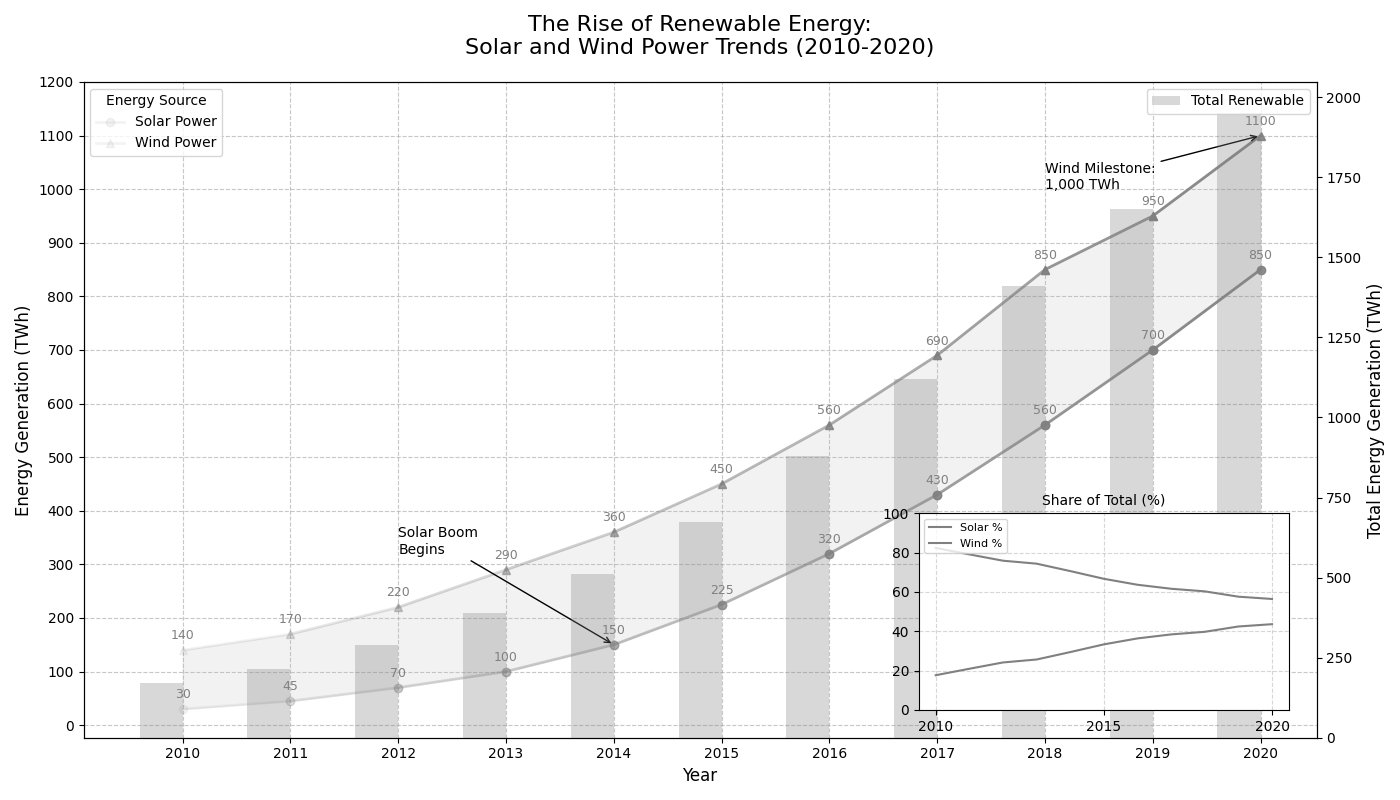 The Rise of Renewable Energy:
Solar and Wind Power Trends (2010-2020)
Energy Source
Solar Power
Wind Power
Total Renewable
Energy Generation (TWh)
1200
1100
1000
900
800
700
600
500
400
300
200
100
0
2000
1750
1500
1250
1000
750
500
250
0
Total Energy Generation (TWh)
140
170
220
290
360
450
560
690
850
950
1100
30
45
70
100
150
225
320
430
560
700
850
Solar Boom
Begins
Wind Milestone:
1,000 TWh
Share of Total (%)
Solar %
Wind %
100
80
60
40
20
0
2010 2015 2020
2010 2011 2012 2013 2014 2015 2016 2017 2018 2019 2020
Year